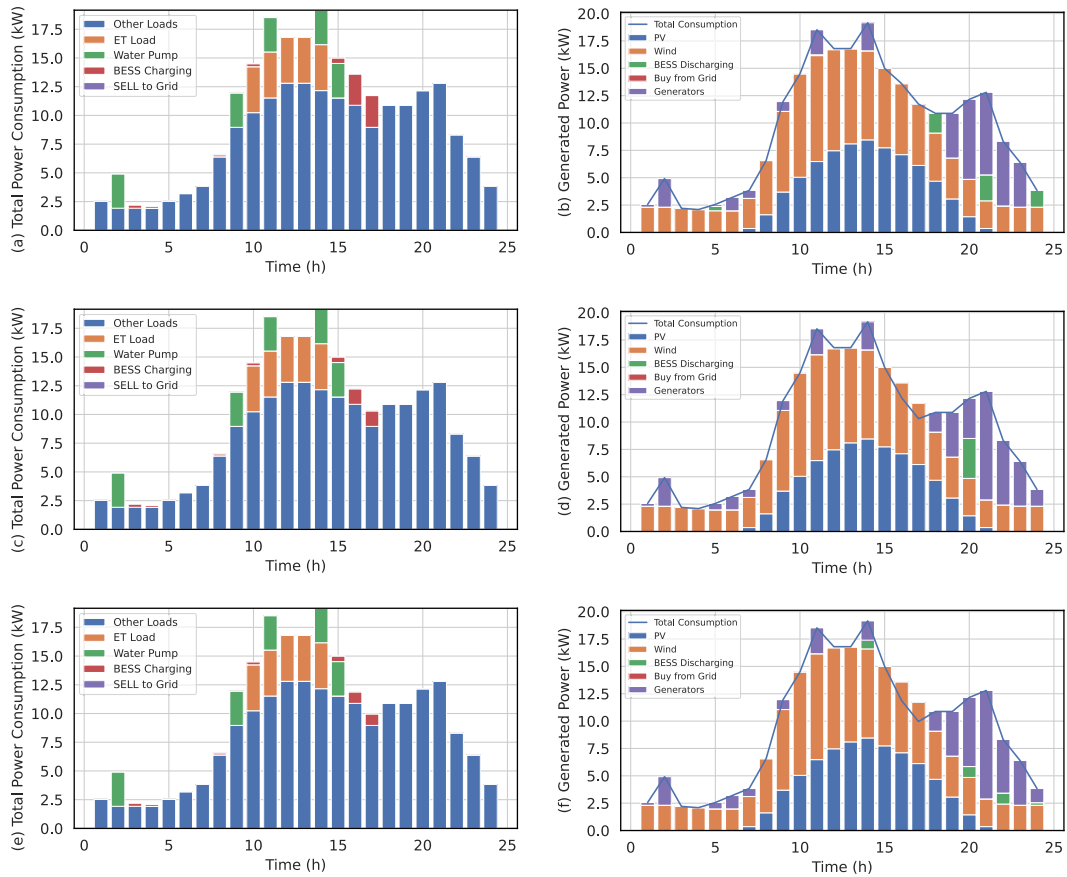 (a) Total Power Consumption (kW)
17.5
15.0
12.5
10.0
7.5
5.0
2.5
0.0
Other Loads
ET Load
Water Pump
BESS Charging
SELL to Grid
0 5 10 15 20 25
Time (h)
(b) Generated Power (kW)
20.0
17.5
15.0
12.5
10.0
7.5
5.0
2.5
0.0
Total Consumption
PV
Wind
BESS Discharging
Buy from Grid
Generators
0 5 10 15 20 25
Time (h)
(c) Total Power Consumption (kW)
17.5
15.0
12.5
10.0
7.5
5.0
2.5
0.0
Other Loads
ET Load
Water Pump
BESS Charging
SELL to Grid
0 5 10 15 20 25
Time (h)
(d) Generated Power (kW)
20.0
17.5
15.0
12.5
10.0
7.5
5.0
2.5
0.0
Total Consumption
PV
Wind
BESS Discharging
Buy from Grid
Generators
0 5 10 15 20 25
Time (h)
(e) Total Power Consumption (kW)
17.5
15.0
12.5
10.0
7.5
5.0
2.5
0.0
Other Loads
ET Load
Water Pump
BESS Charging
SELL to Grid
0 5 10 15 20 25
Time (h)
(f) Generated Power (kW)
20.0
17.5
15.0
12.5
10.0
7.5
5.0
2.5
0.0
Total Consumption
PV
Wind
BESS Discharging
Buy from Grid
Generators
0 5 10 15 20 25
Time (h)